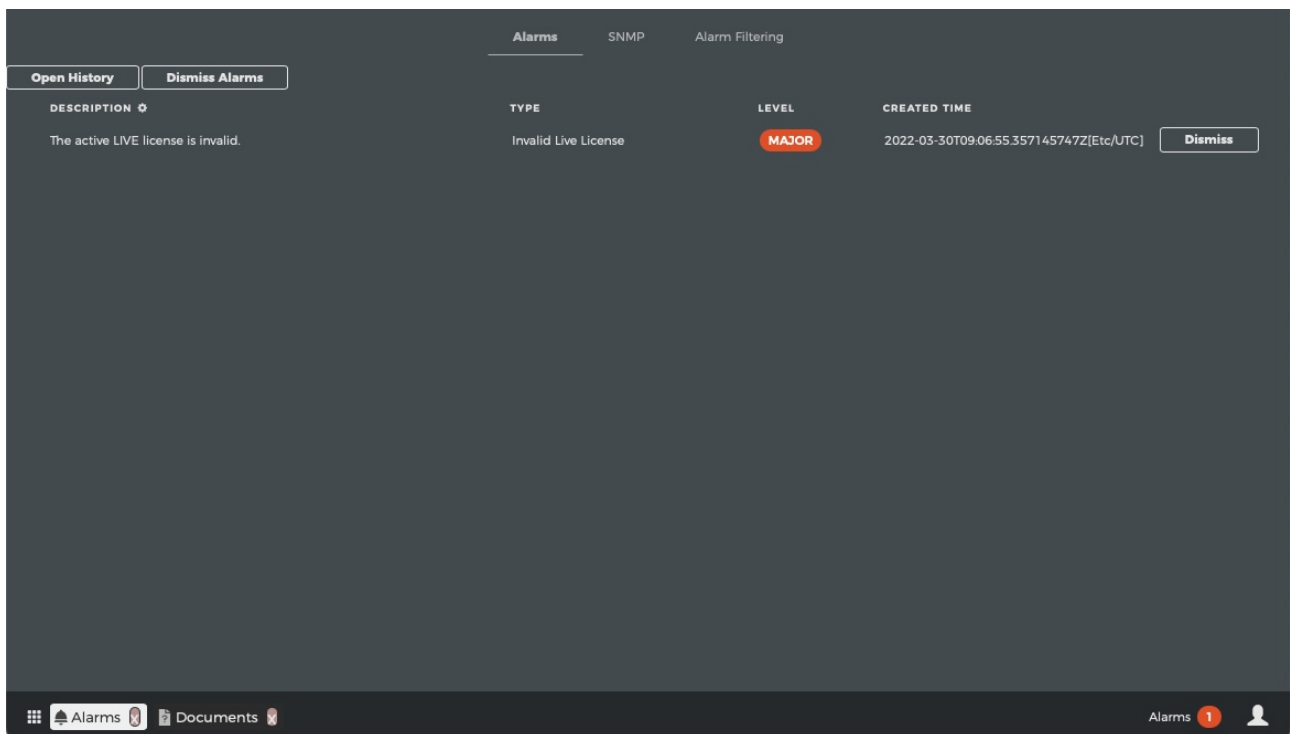 Alarms SNMP Alarm Filtering
Open History Dismiss Alarms
DESCRIPTION TYPE LEVEL CREATED TIME
The active LIVE license is invalid. Invalid Live License MAJOR 2022-03-30T09:06:55.357145747Z[Etc/UTC] Dismiss
Alarms Documents Alarms 1